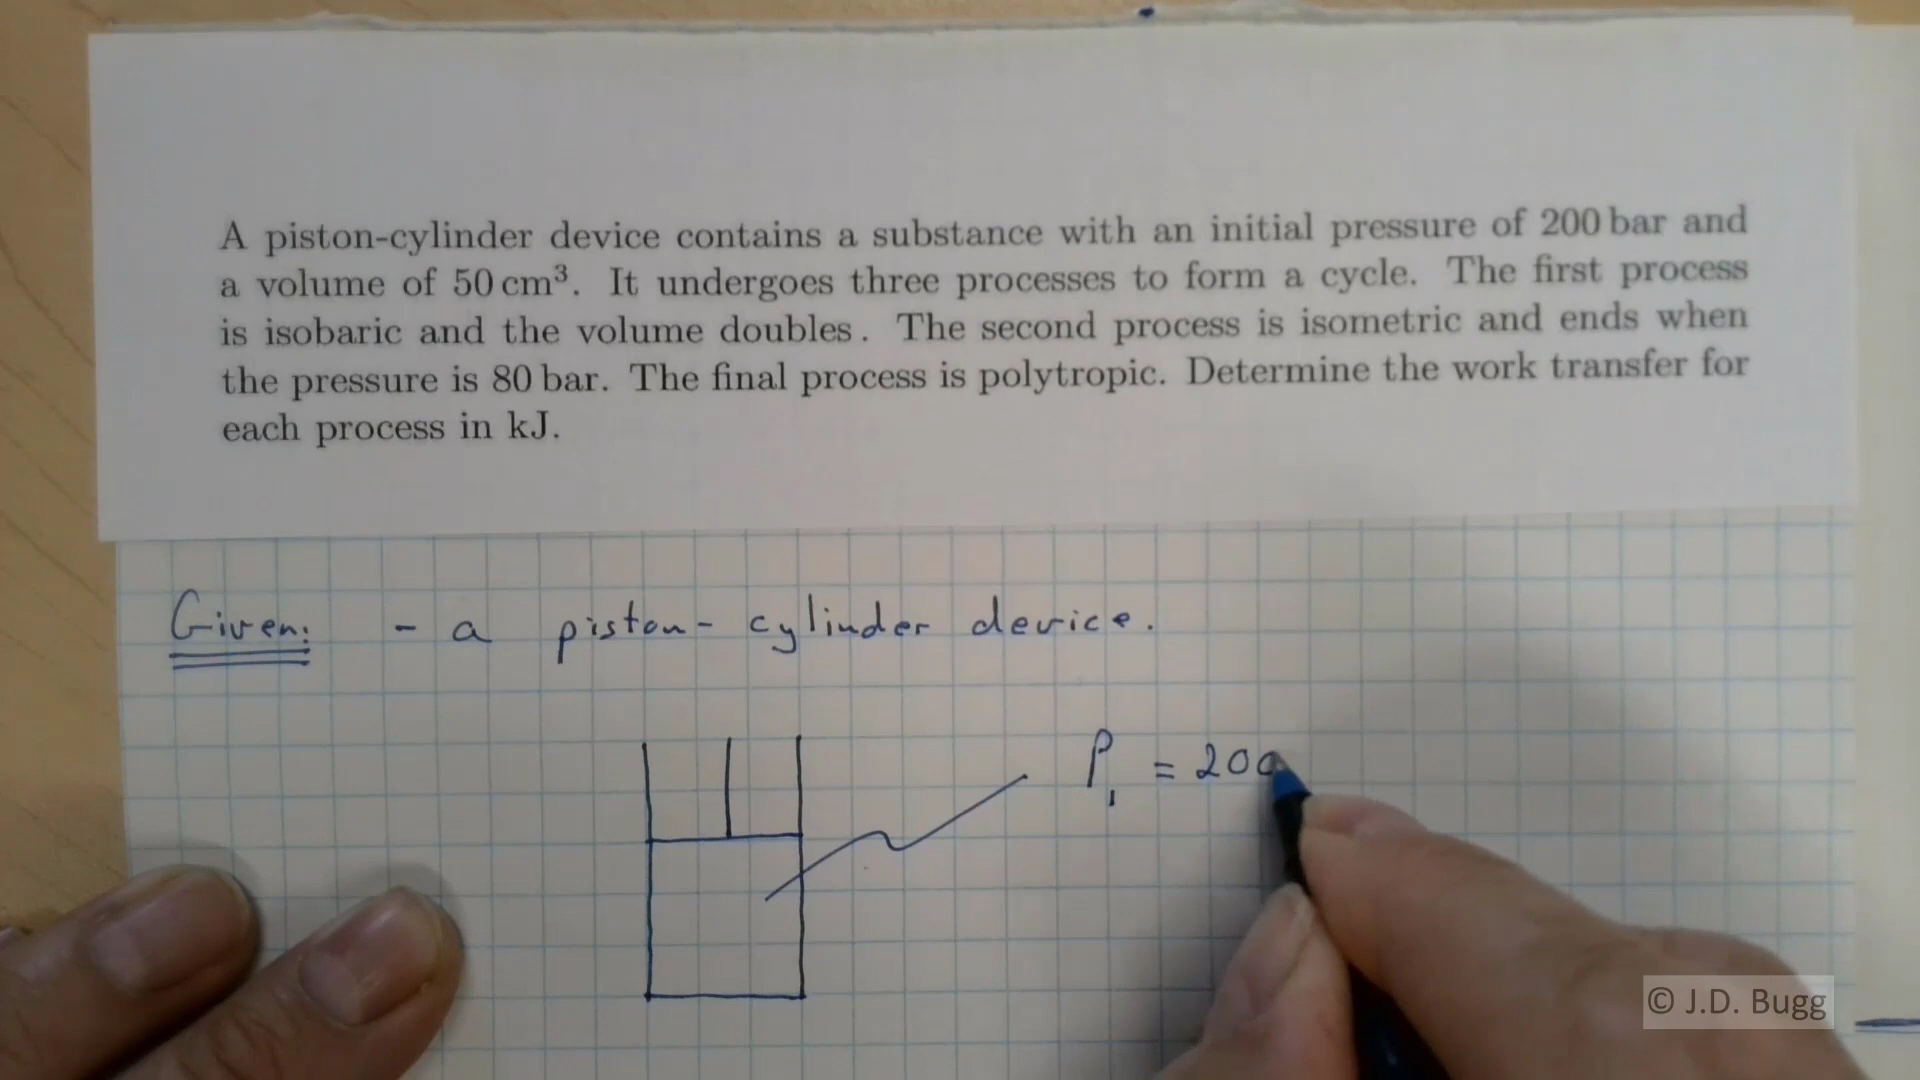 A piston-cylinder device contains a substance with an initial pressure of 200 bar and
a volume of 50 cm³. It undergoes three processes to form a cycle. The first process
is isobaric and the volume doubles. The second process is isometric and ends when
the pressure is 80 bar. The final process is polytropic. Determine the work transfer for
each process in kJ.
Given: - a piston-cylinder device.
P₁ = 200
© J.D. Bugg